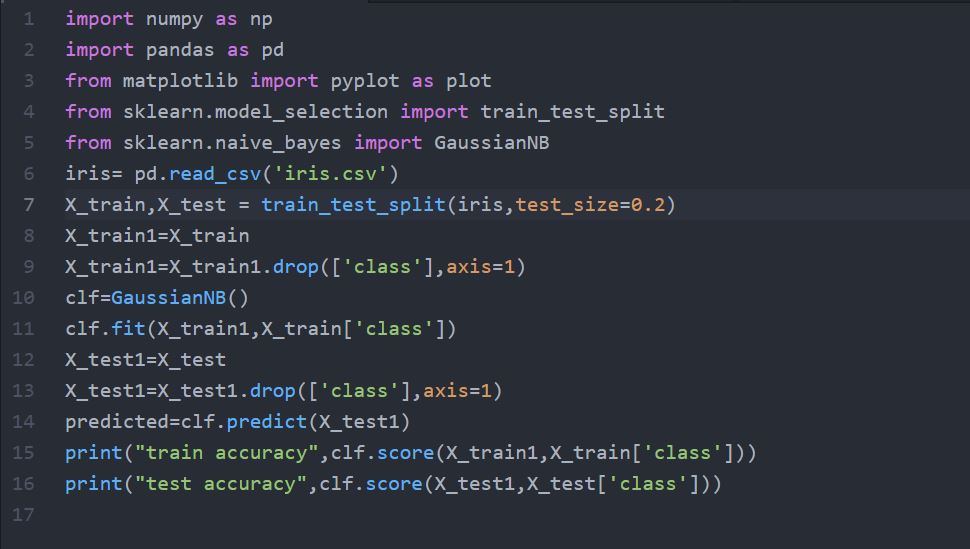 1 import numpy as np
2 import pandas as pd
3 from matplotlib import pyplot as plot
4 from sklearn.model_selection import train_test_split
5 from sklearn.naive_bayes import GaussianNB
6 iris= pd.read_csv('iris.csv')
7 X_train,X_test = train_test_split(iris,test_size=0.2)
8 X_train1=X_train
9 X_train1=X_train1.drop(['class'],axis=1)
10 clf=GaussianNB()
11 clf.fit(X_train1,X_train['class'])
12 X_test1=X_test
13 X_test1=X_test1.drop(['class'],axis=1)
14 predicted=clf.predict(X_test1)
15 print("train accuracy",clf.score(X_train1,X_train['class']))
16 print("test accuracy",clf.score(X_test1,X_test['class']))
17